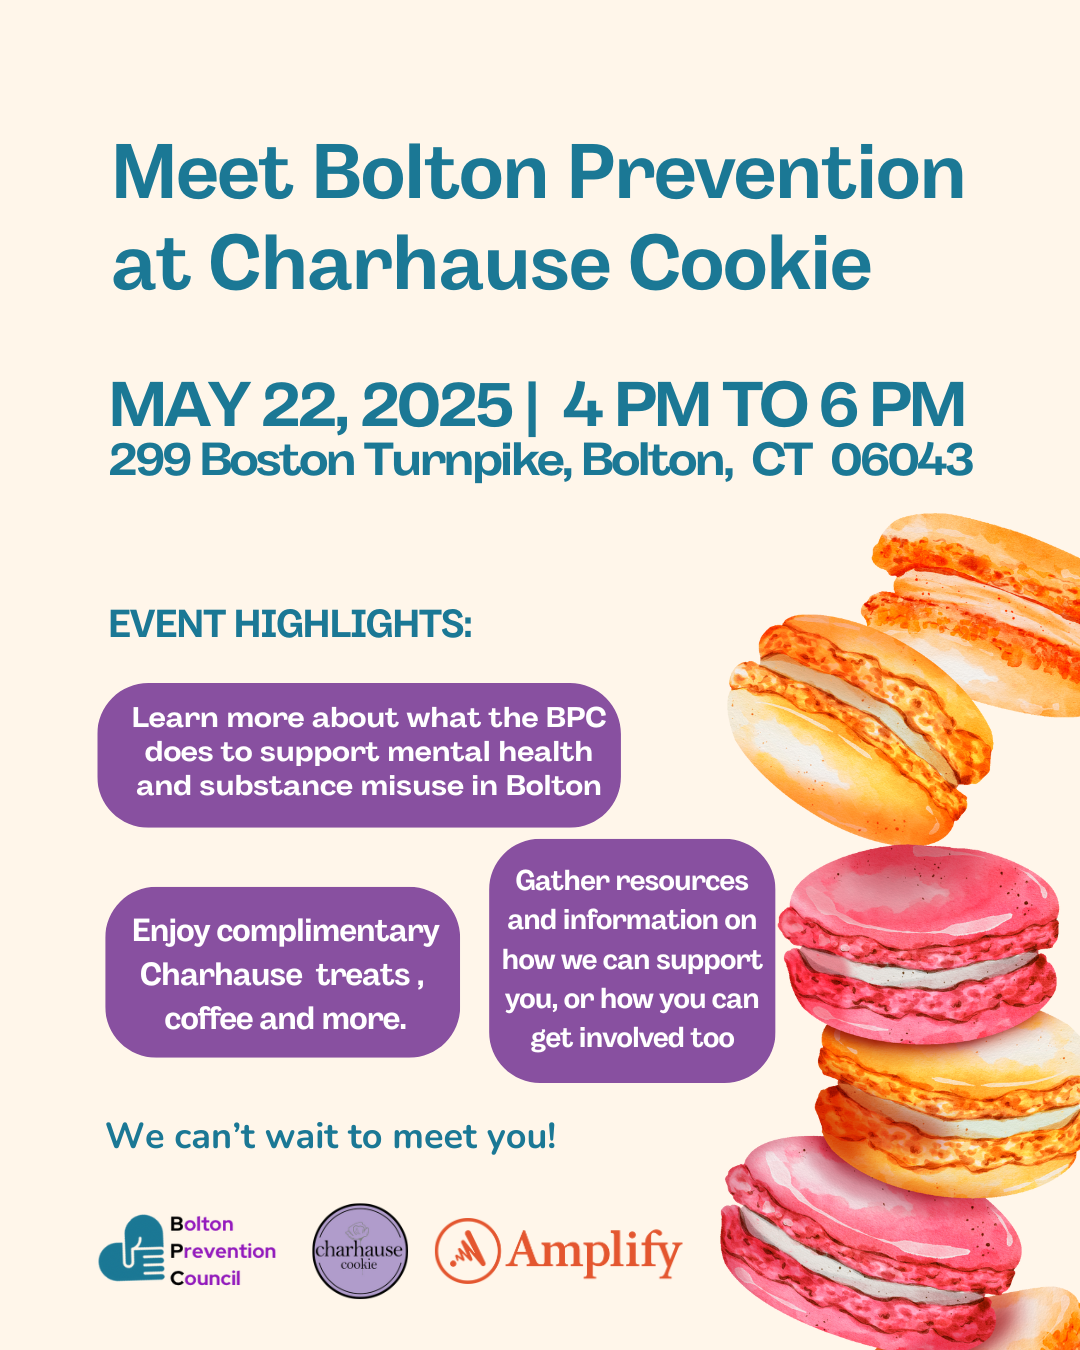 Meet Bolton Prevention
at Charhause Cookie
MAY 22, 2025 | 4 PM TO 6 PM
299 Boston Turnpike, Bolton, CT 06043
EVENT HIGHLIGHTS:
Learn more about what the BPC
does to support mental health
and substance misuse in Bolton
Enjoy complimentary
Charhause treats ,
coffee and more.
Gather resources
and information on
how we can support
you, or how you can
get involved too
We can’t wait to meet you!
Bolton
Prevention
Council
charhause
cookie
Amplify